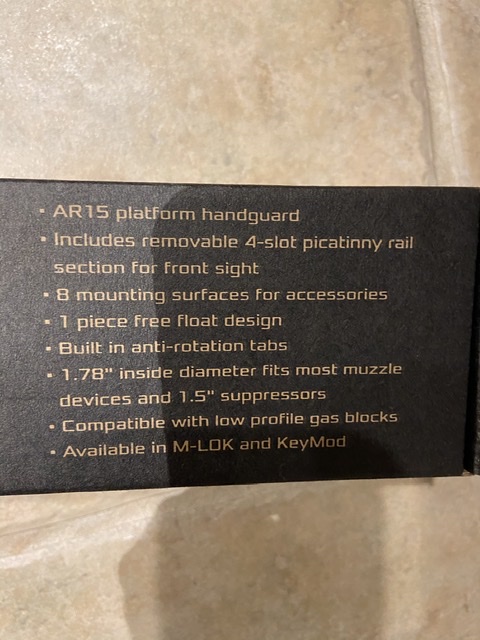 • AR15 platform handguard
• Includes removable 4-slot picatinny rail
section for front sight
• 8 mounting surfaces for accessories
• 1 piece free float design
• Built in anti-rotation tabs
• 1.78" inside diameter fits most muzzle
devices and 1.5" suppressors
• Compatible with low profile gas blocks
• Available in M-LOK and KeyMod